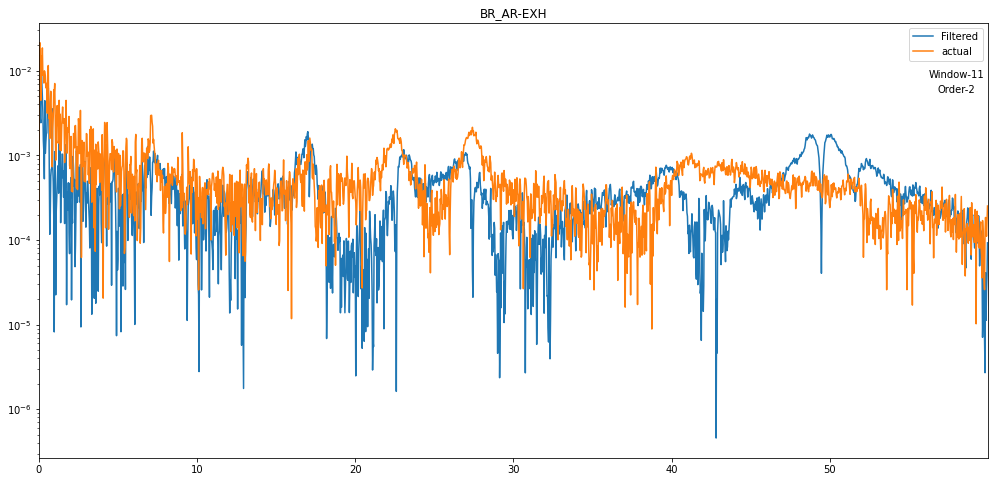 BR_AR-EXH
Filtered
actual
Window-11
Order-2
10⁻²
10⁻³
10⁻⁴
10⁻⁵
10⁻⁶
0 10 20 30 40 50